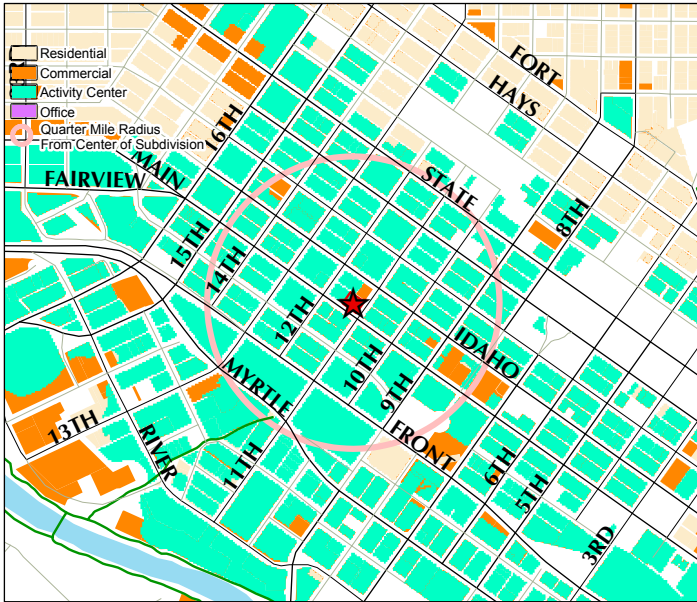 Residential
Commercial
Activity Center
Office
Quarter Mile Radius
From Center of Subdivision
FORT
HAYS
16TH
MAIN
STATE
FAIRVIEW
8TH
15TH
14TH
12TH
IDAHO
10TH
MYRTLE
9TH
13TH
RIVER
FRONT
11TH
6TH
5TH
3RD